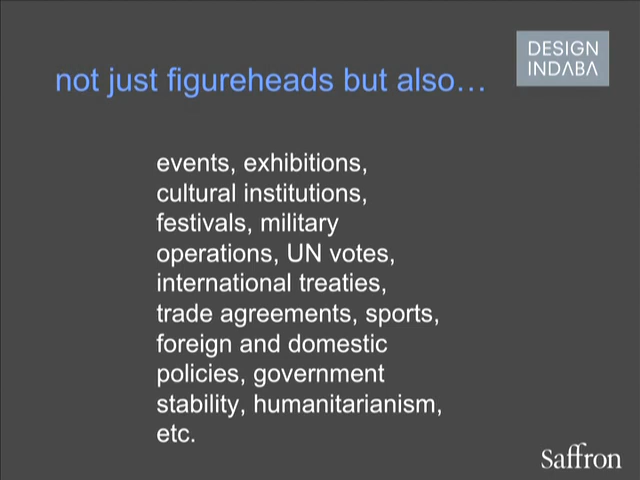 DESIGN
INDABA
not just figureheads but also…
events, exhibitions,
cultural institutions,
festivals, military
operations, UN votes,
international treaties,
trade agreements, sports,
foreign and domestic
policies, government
stability, humanitarianism,
etc.
Saffron